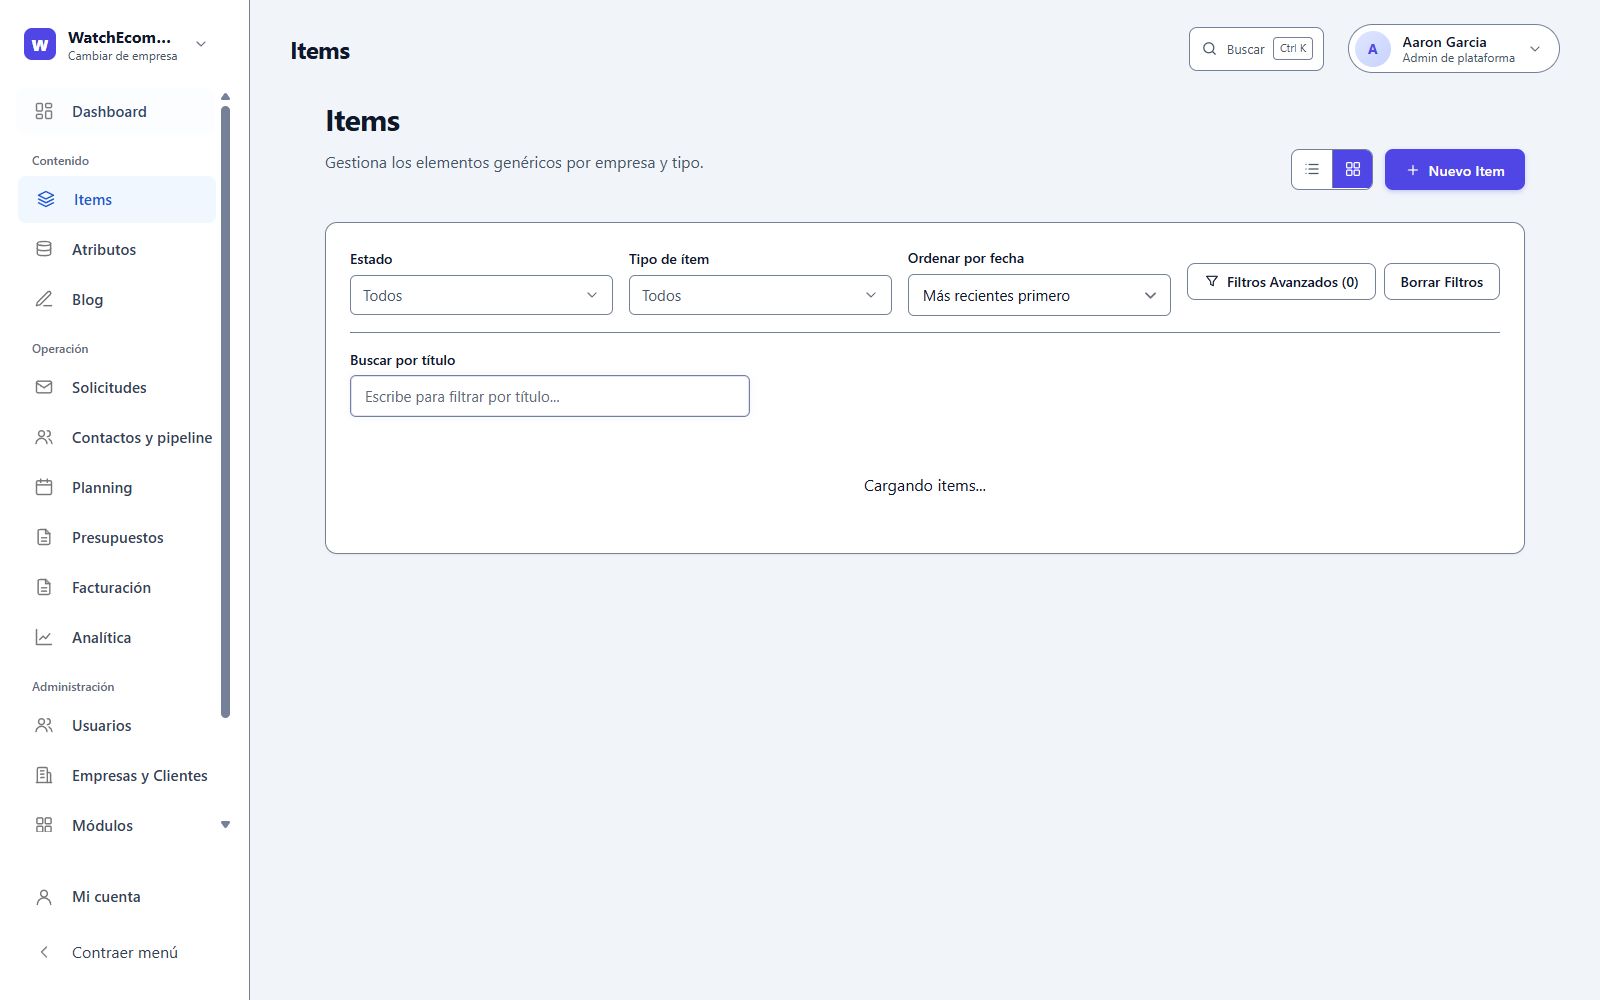 w
WatchEcom...
Cambiar de empresa
Dashboard
Contenido
Items
Atributos
Blog
Operación
Solicitudes
Contactos y pipeline
Planning
Presupuestos
Facturación
Analítica
Administración
Usuarios
Empresas y Clientes
Módulos
Mi cuenta
Contraer menú
Items
Buscar Ctrl K
A
Aaron Garcia
Admin de plataforma
Items
Gestiona los elementos genéricos por empresa y tipo.
Nuevo Item
Estado
Todos
Tipo de ítem
Todos
Ordenar por fecha
Más recientes primero
Filtros Avanzados (0)
Borrar Filtros
Buscar por título
Escribe para filtrar por título...
Cargando items...